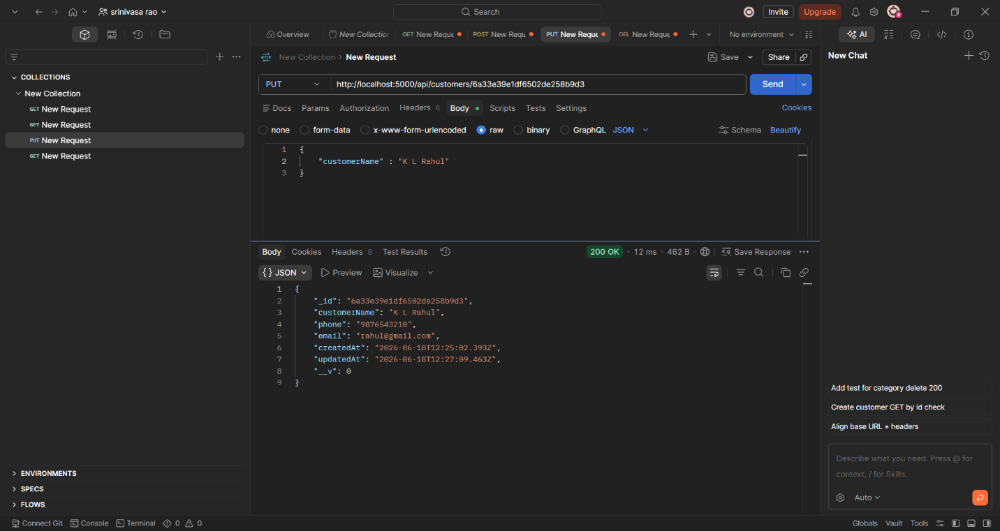 srinivasa rao
Search
Invite
Upgrade
Overview
New Collectio
GET New Reque
POST New Requ
PUT New Reque
DEL New Reque
No environment
AI
New Collection > New Request
Save
Share
New Chat
COLLECTIONS
New Collection
GET New Request
GET New Request
PUT New Request
GET New Request
PUT
http://localhost:5000/api/customers/6a33e39e1df6502de258b9d3
Send
Docs Params Authorization Headers 8 Body Scripts Tests Settings
Cookies
none form-data x-www-form-urlencoded raw binary GraphQL JSON
Schema Beautify
1 {
2 "customerName" : "K L Rahul"
3 }
Body Cookies Headers 8 Test Results
200 OK • 12 ms • 462 B
e.g. Save Response
{ } JSON Preview Visualize
1 {
2 "_id": "6a33e39e1df6502de258b9d3",
3 "customerName": "K L Rahul",
4 "phone": "9876543210",
5 "email": "rahul@gmail.com",
6 "createdAt": "2026-06-18T12:25:02.393Z",
7 "updatedAt": "2026-06-18T12:27:09.463Z",
8 "__v": 0
9 }
Add test for category delete 200
Create customer GET by id check
Align base URL + headers
Describe what you need. Press @ for
context, / for Skills.
Auto
ENVIRONMENTS
SPECS
FLOWS
Connect Git Console Terminal 0 0
Globals Vault Tools